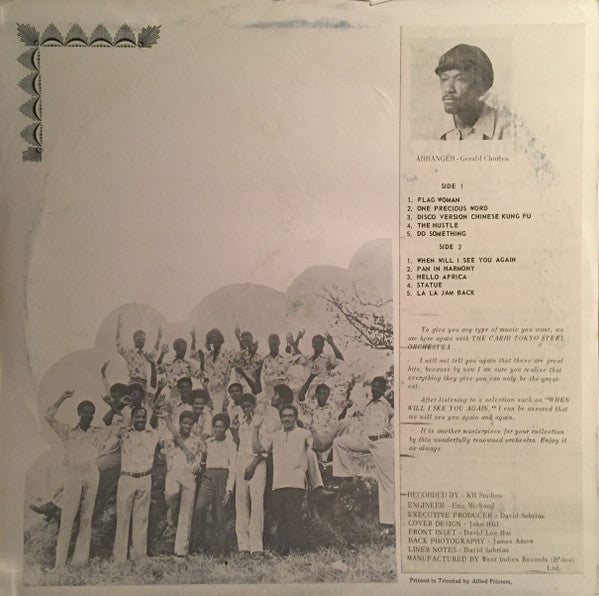 ARRANGER - Gerald Charles
SIDE 1
1. FLAG WOMAN
2. ONE PRECIOUS WORD
3. DISCO VERSION CHINESE KUNG FU
4. THE HUSTLE
5. DO SOMETHING
SIDE 2
1. WHEN WILL I SEE YOU AGAIN
2. PAN IN HARMONY
3. HELLO AFRICA
4. STATUE
5. LA LA JAM BACK
To give you any type of music you want, we
are here again with THE CARIB TOKYO STEEL
ORCHESTRA.
I will not tell you again that these are great
hits, because by now I am sure you realise that
everything they give you can only be the great-
est.
After listening to a selection such as "WHEN
WILL I SEE YOU AGAIN," I can be assured that
we will see you again and again.
It is another masterpiece for your collection
by this wonderfully renowned orchestra. Enjoy it
as always.
RECORDED BY - KH Studios
ENGINEER - Eric Michaud
EXECUTIVE PRODUCER - David Sobrian
COVER DESIGN - John Hill
FRONT INSET - David Lee Hai
BACK PHOTOGRAPHY - James
LINER NOTES - David Sobrian
MANUFACTURED BY West Indies Records (B'dos)
Ltd.
Printed in Trinidad by Allied Printers.